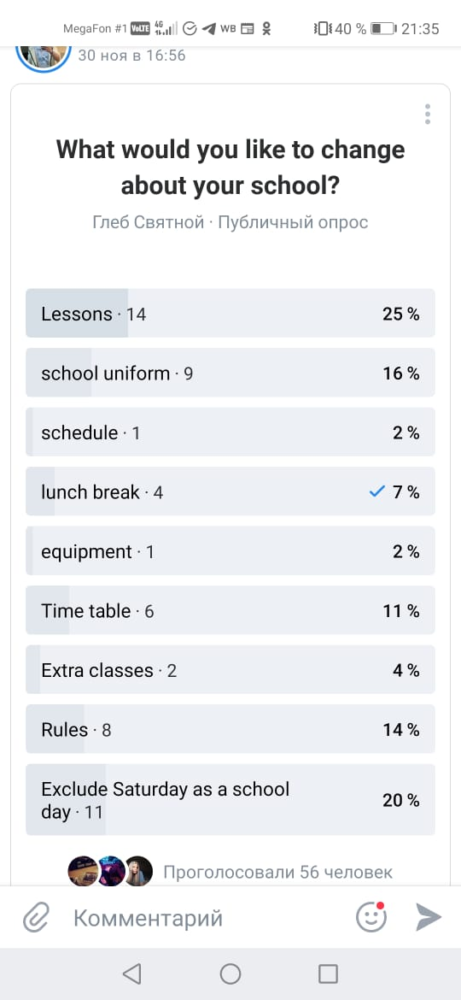 MegaFon #1 VoLTE 4G WB 40 % 21:35
30 ноя в 16:56
What would you like to change
about your school?
Глеб Святной · Публичный опрос
Lessons · 14 25 %
school uniform · 9 16 %
schedule · 1 2 %
lunch break · 4 7 %
equipment · 1 2 %
Time table · 6 11 %
Extra classes · 2 4 %
Rules · 8 14 %
Exclude Saturday as a school
day · 11 20 %
Проголосовали 56 человек
Комментарий